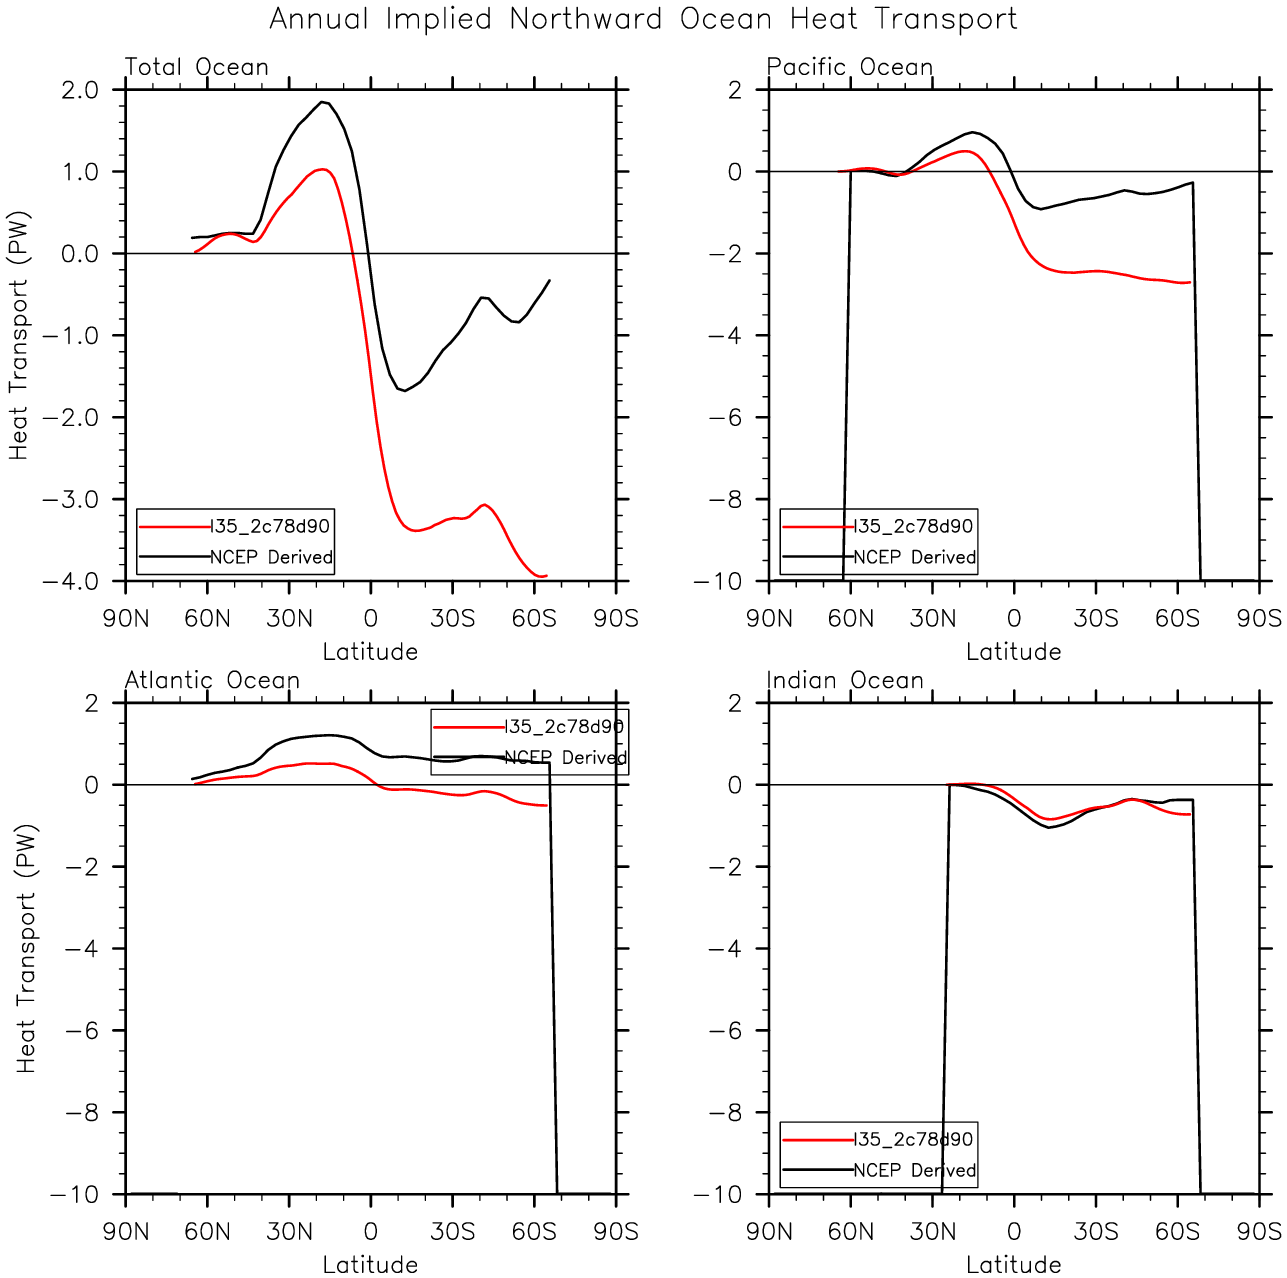 Annual Implied Northward Ocean Heat Transport
Total Ocean
2.0
1.0
0.0
−1.0
−2.0
−3.0
−4.0
Heat Transport (PW)
I35_2c78d90
NCEP Derived
90N 60N 30N 0 30S 60S 90S
Latitude
Pacific Ocean
2
0
−2
−4
−6
−8
−10
I35_2c78d90
NCEP Derived
90N 60N 30N 0 30S 60S 90S
Latitude
Atlantic Ocean
2
0
−2
−4
−6
−8
−10
Heat Transport (PW)
I35_2c78d90
NCEP Derived
90N 60N 30N 0 30S 60S 90S
Latitude
Indian Ocean
2
0
−2
−4
−6
−8
−10
I35_2c78d90
NCEP Derived
90N 60N 30N 0 30S 60S 90S
Latitude